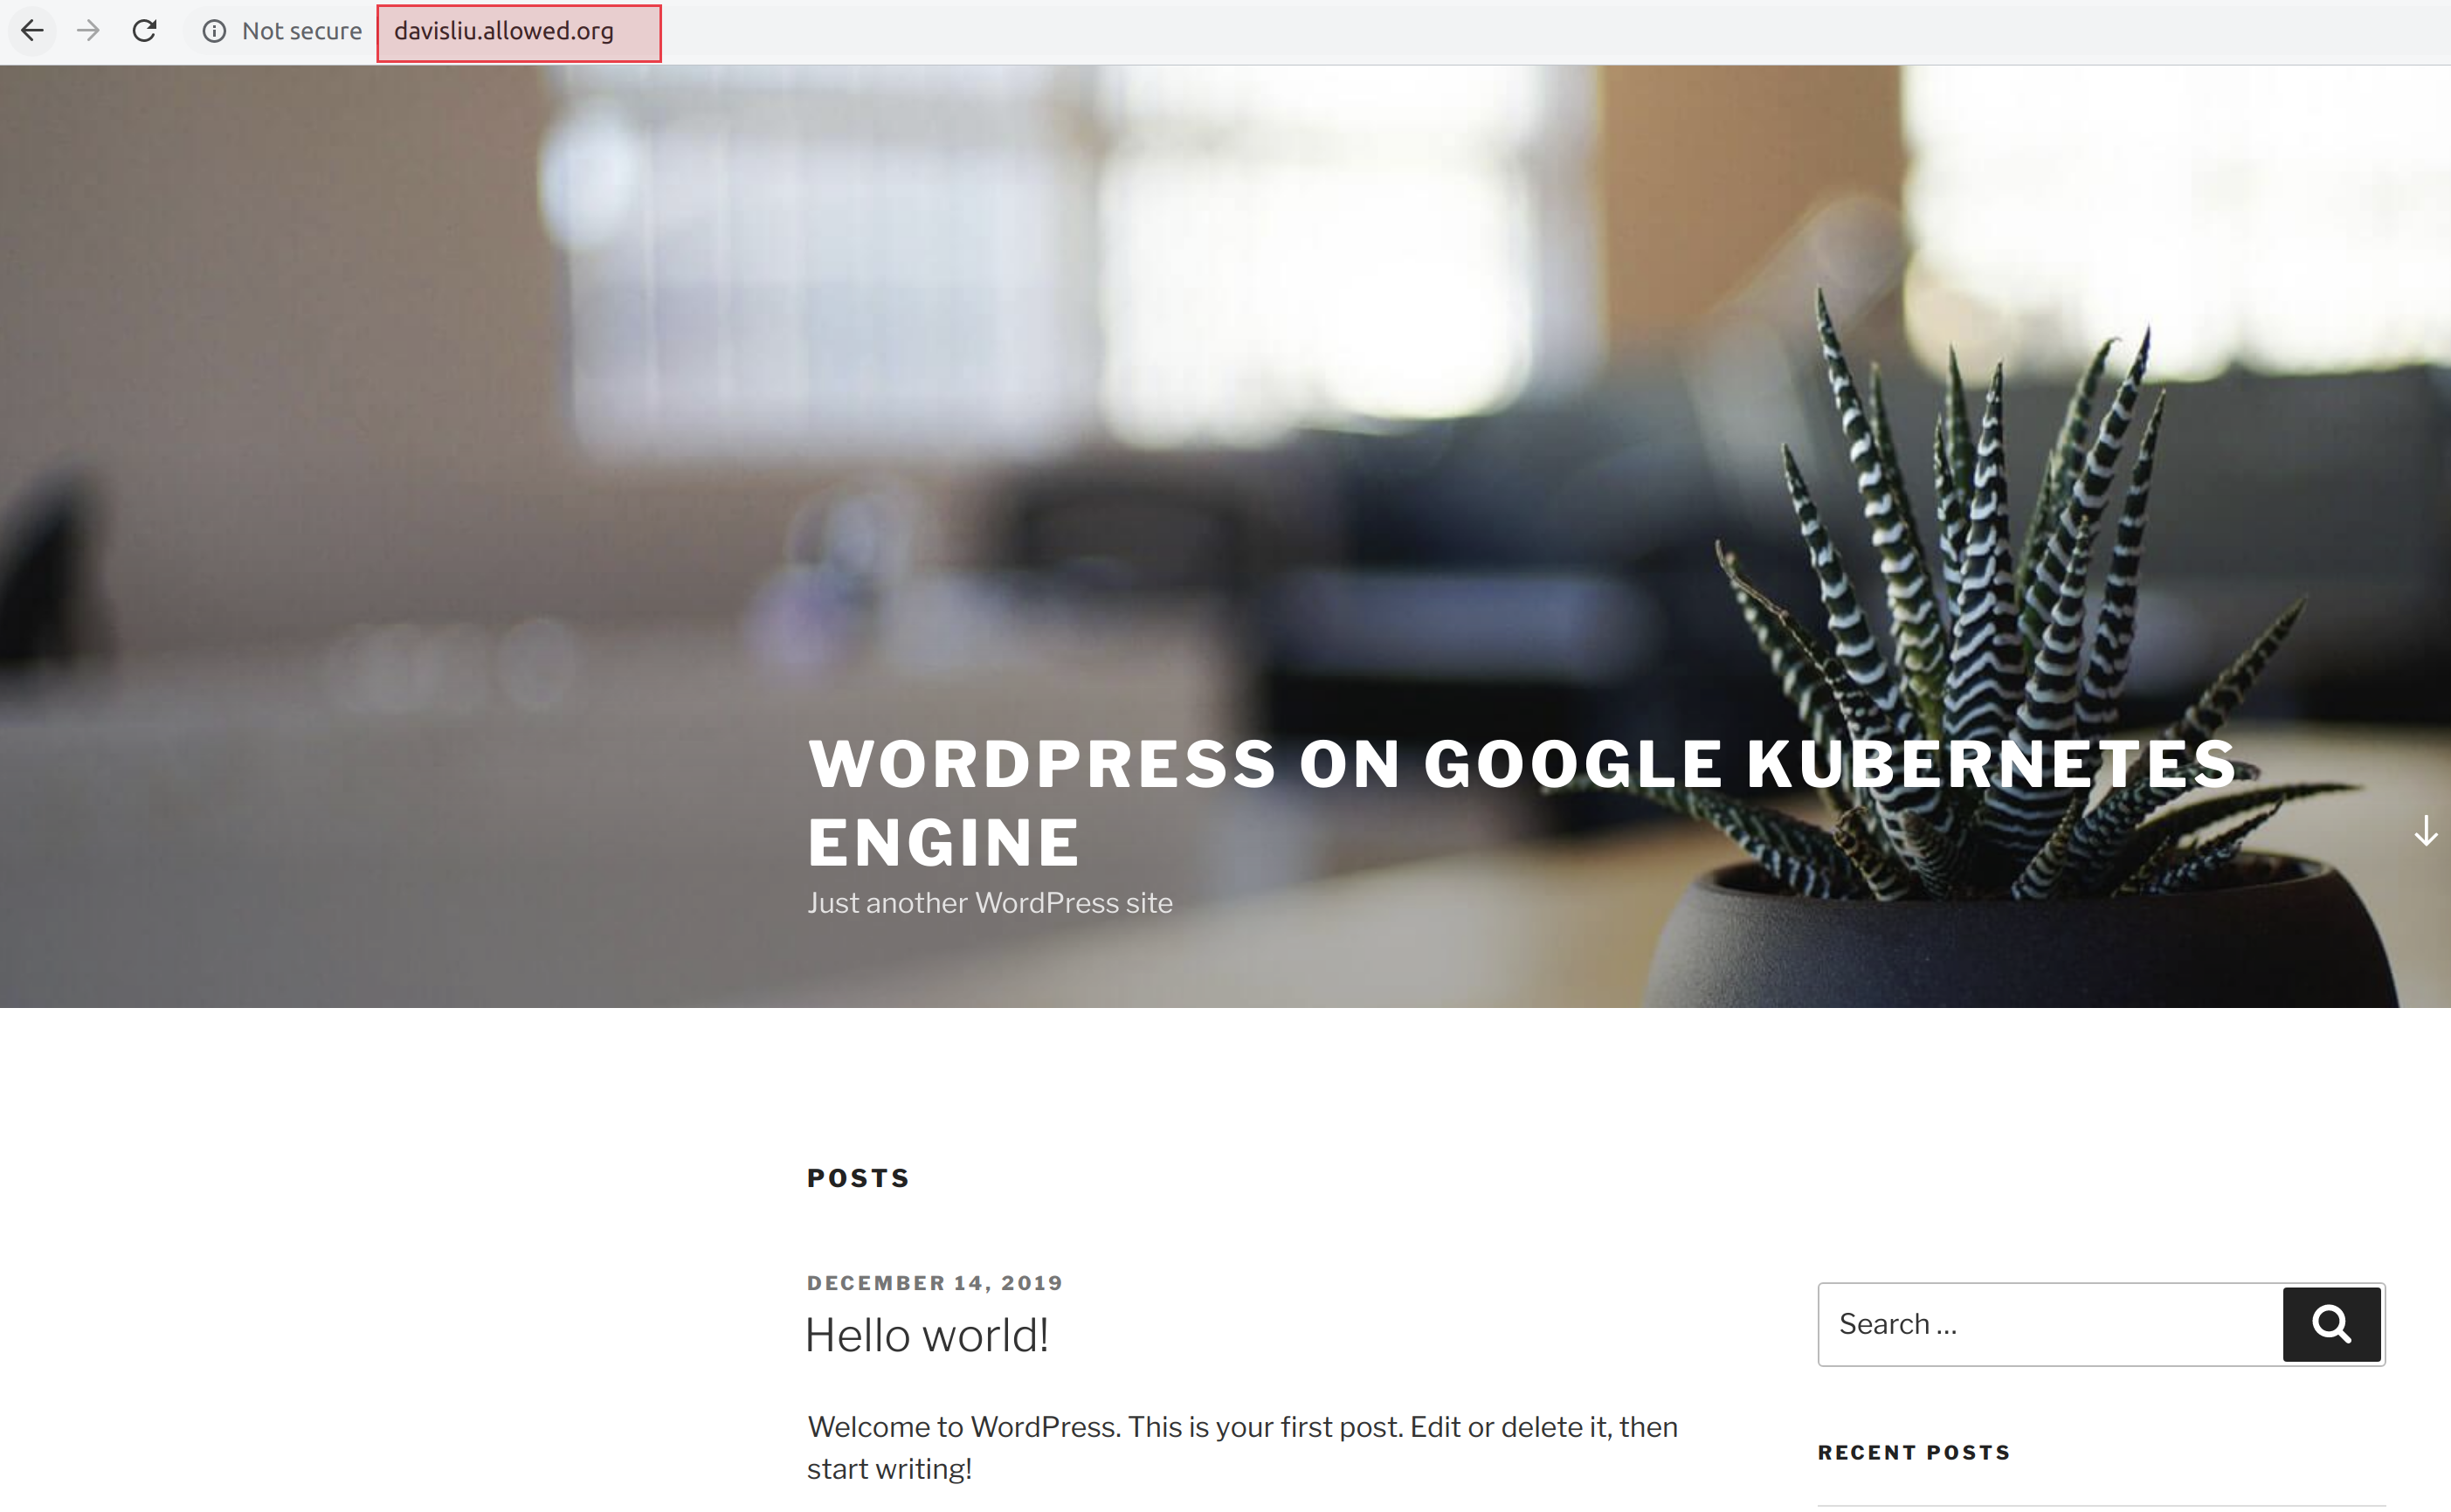 Not secure
davisliu.allowed.org
WORDPRESS ON GOOGLE KUBERNETES
ENGINE
Just another WordPress site
POSTS
DECEMBER 14, 2019
Hello world!
Welcome to WordPress. This is your first post. Edit or delete it, then
start writing!
Search …
RECENT POSTS